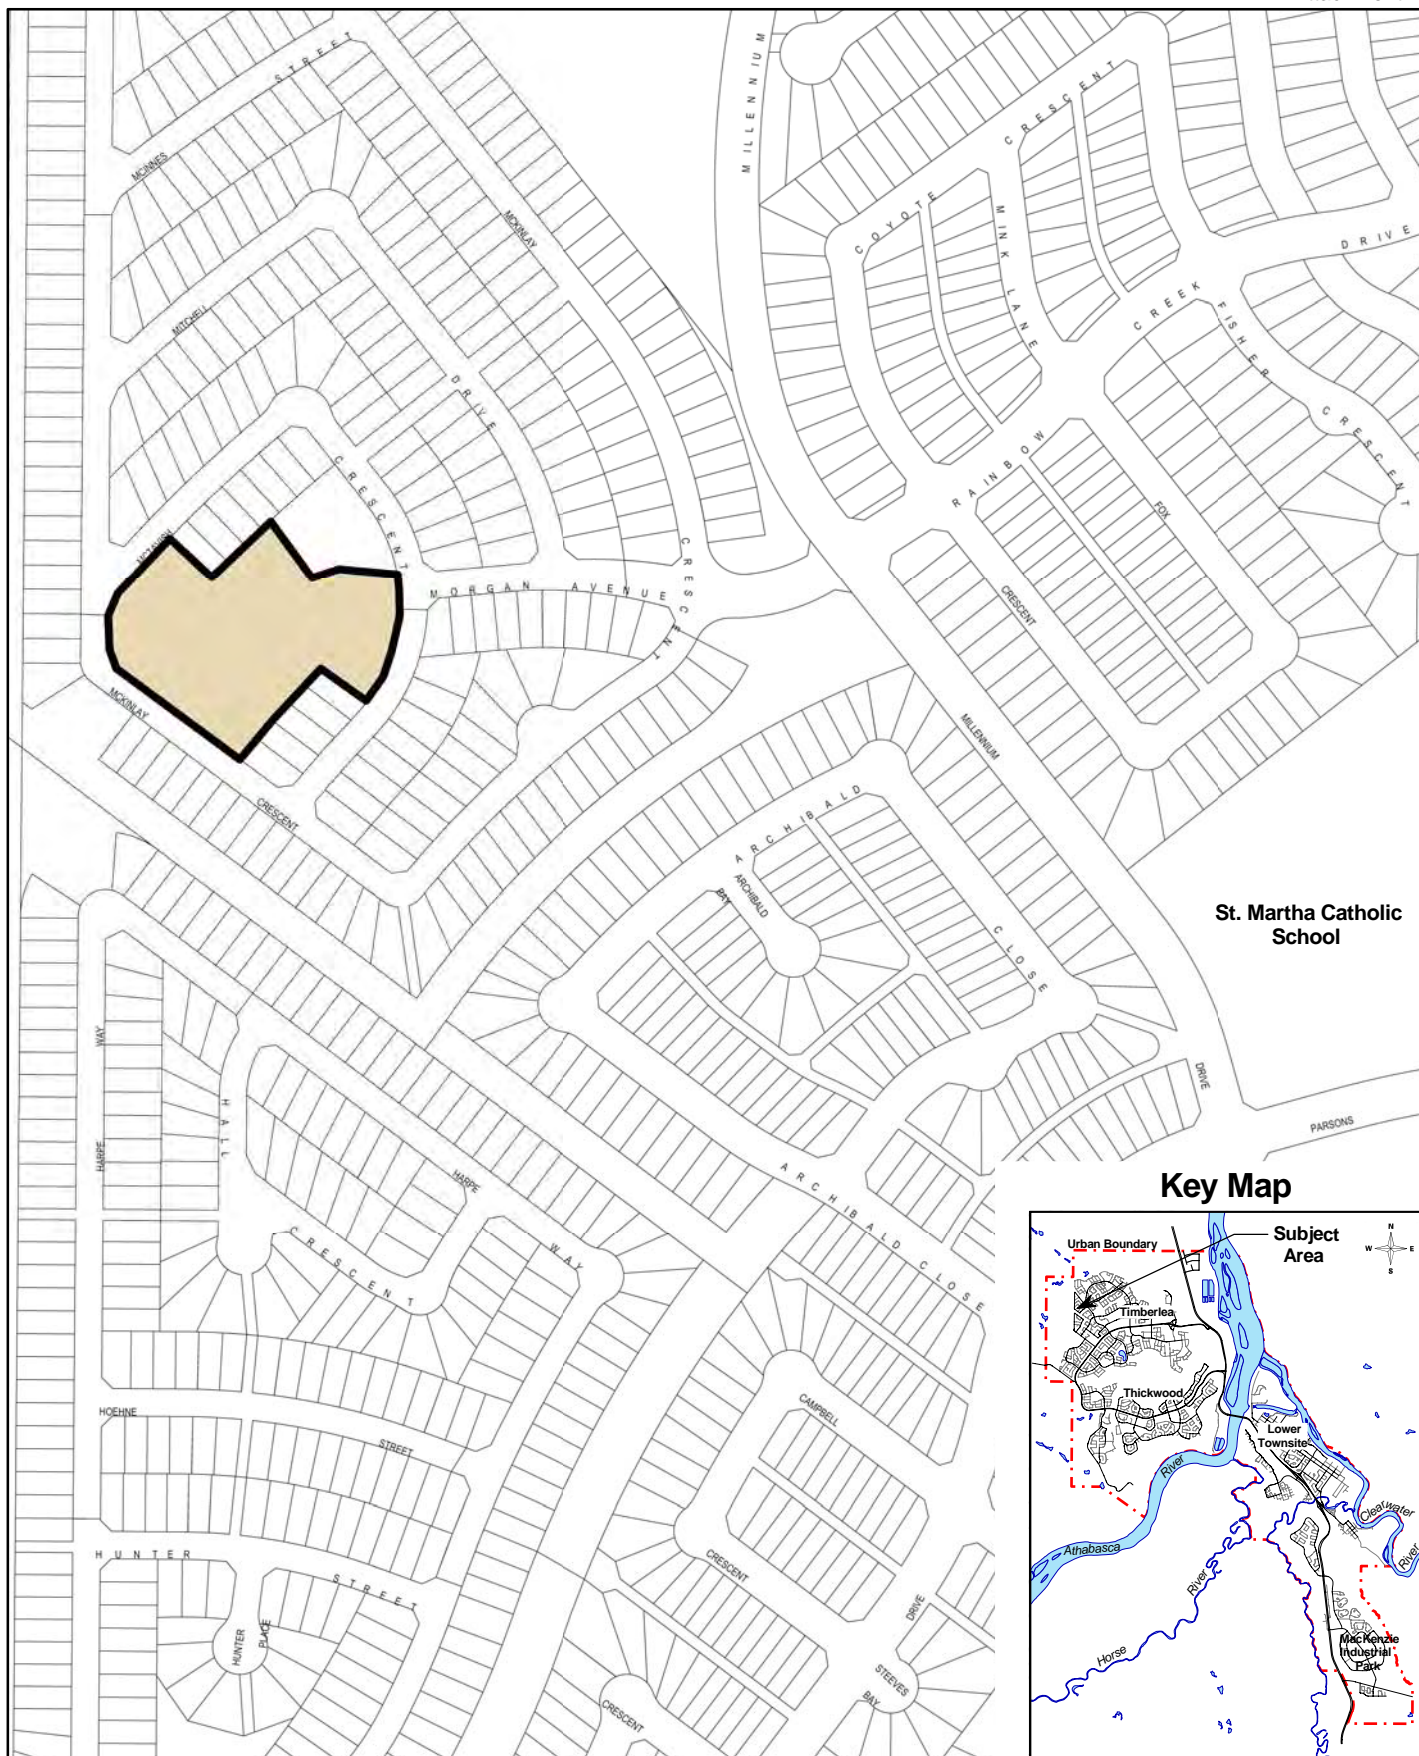 STREET
MCINNES
MCKINLAY
MITCHELL
DRIVE
CRESCENT
MCTAVISH
MORGAN AVENUE
CRESCENT
MCKINLAY
CRESCENT
MILLENNIUM
COYOTE CRESCENT
MINK LANE
DRIVE
CREEK
FISHER
CRESCENT
RAINBOW
FOX
CRESCENT
MILLENNIUM
ARCHIBALD
ARCHIBALD
BAY
CLOSE
St. Martha Catholic
School
DRIVE
PARSONS
WAY
HARPE
HALL
HARPE
WAY
CRESCENT
ARCHIBALD CLOSE
HOEHNE
STREET
CAMPBELL
CRESCENT
DRIVE
HUNTER
STREET
HUNTER
PLACE
STEEVES
BAY
CRESCENT
Key Map
Subject
Area
Urban Boundary
N
W
E
S
Timberlea
Thickwood
Lower
Townsite
River
Clearwater
River
Athabasca
River
Horse
MacKenzie
Industrial
Park